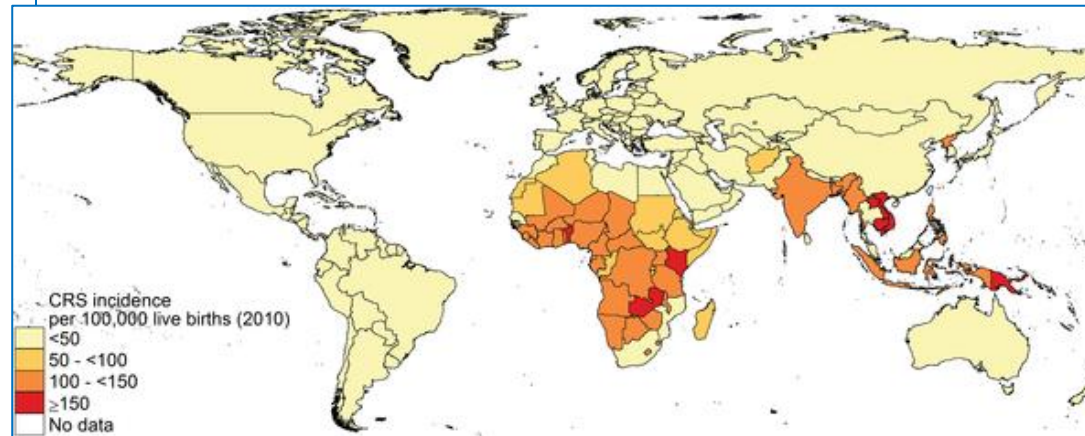 CRS incidence
per 100,000 live births (2010)
<50
50 - <100
100 - <150
≥150
No data